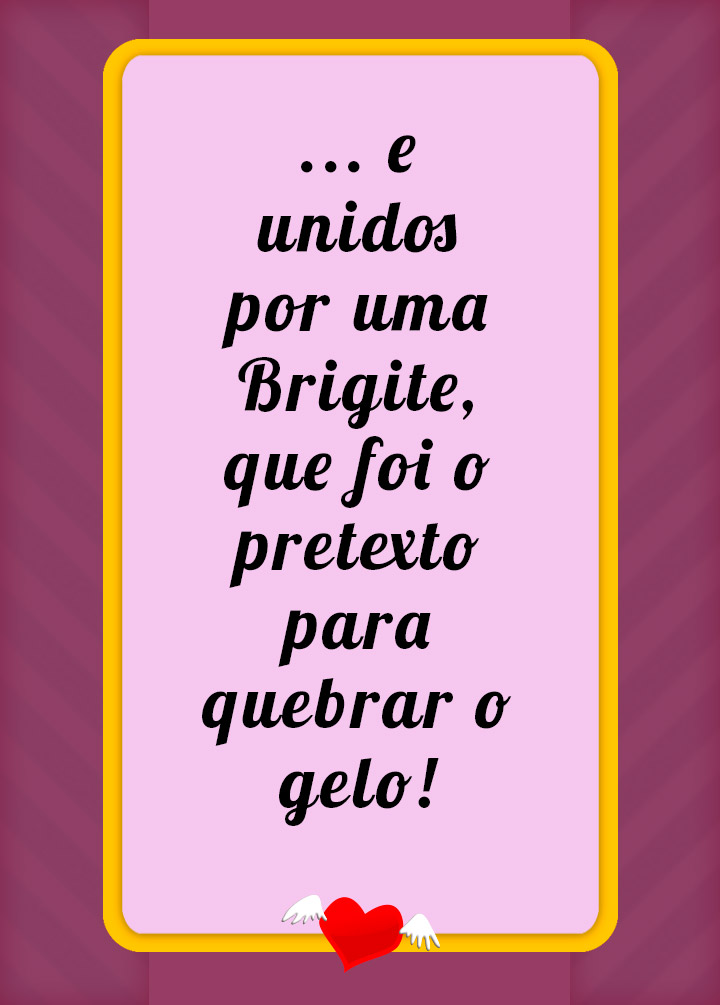 ... e
unidos
por uma
Brigite,
que foi o
pretexto
para
quebrar o
gelo!